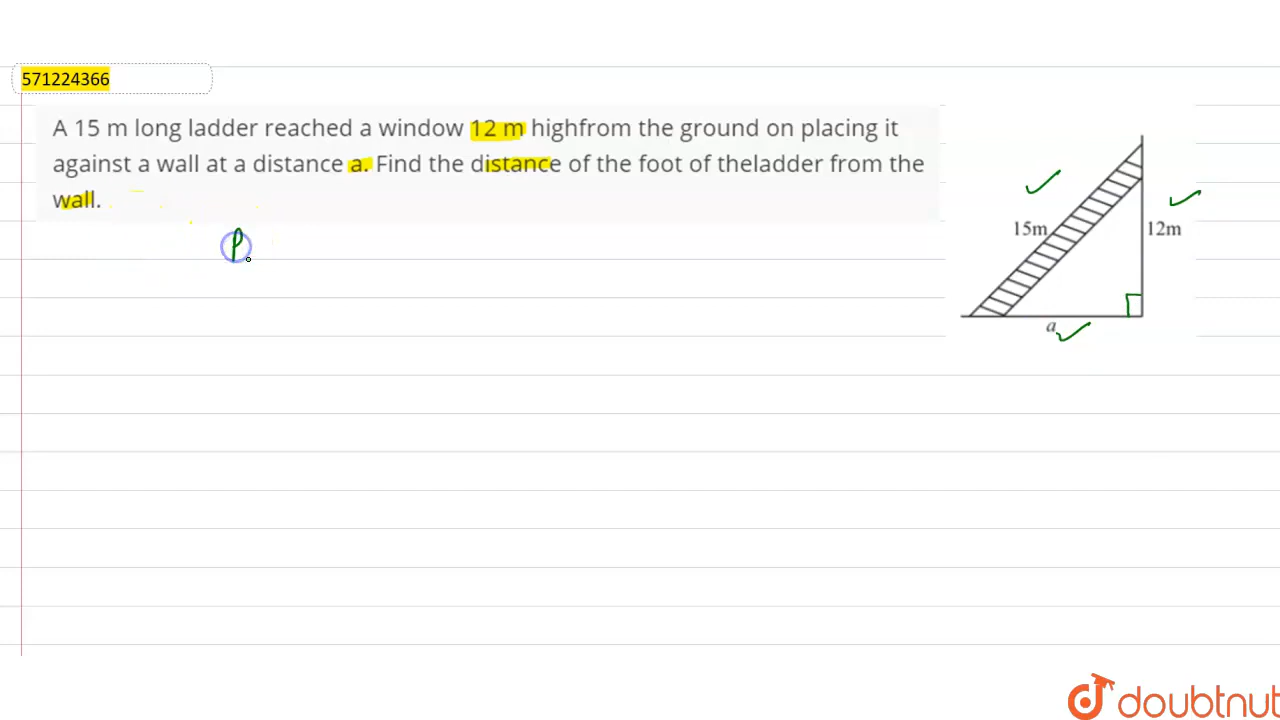 571224366
A 15 m long ladder reached a window 12 m highfrom the ground on placing it
against a wall at a distance a. Find the distance of the foot of theladder from the
wall.
P
15m
12m
a
doubtnut